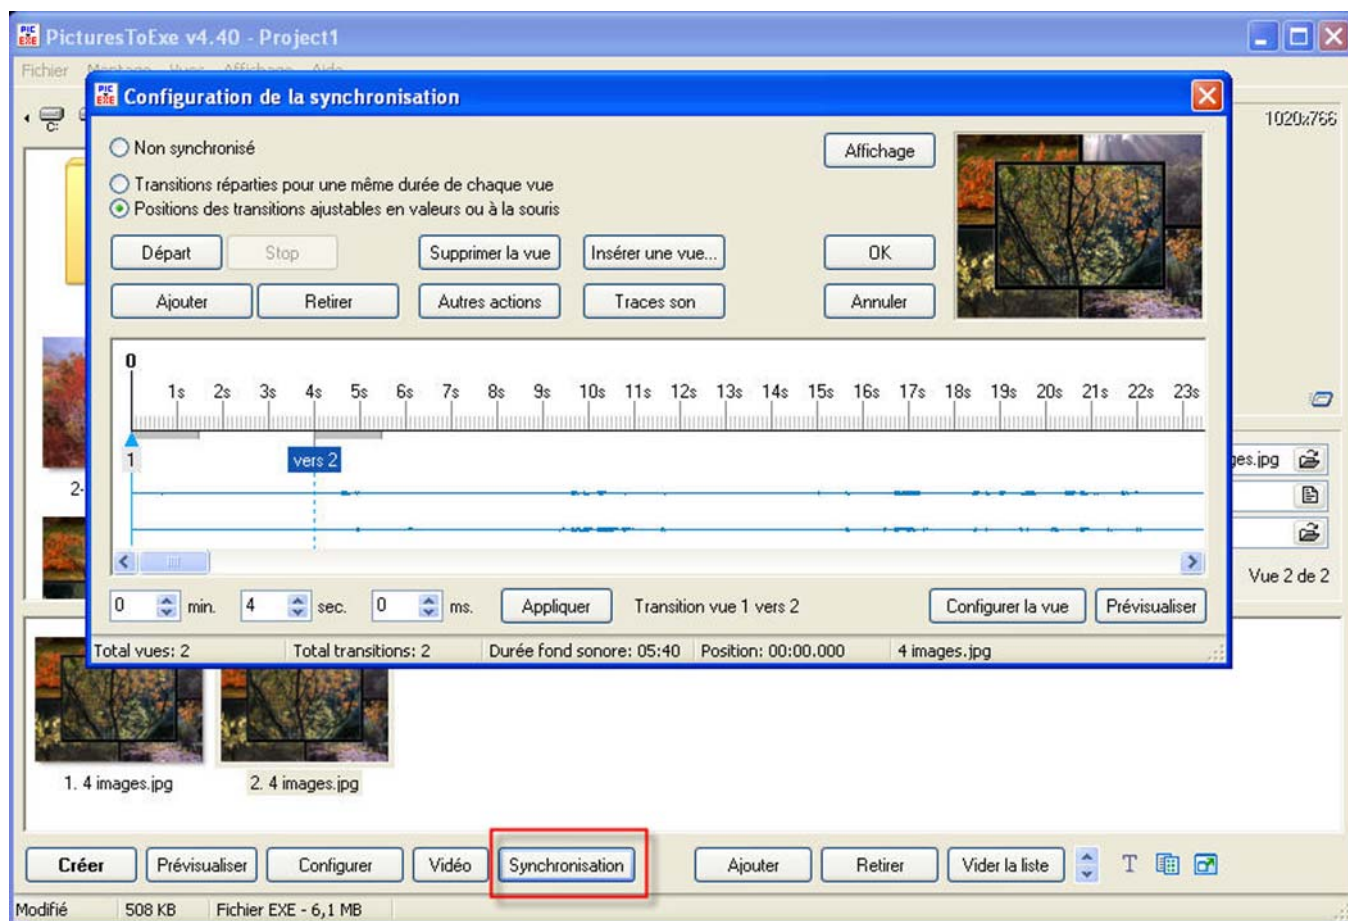 PicturesToExe v4.40 - Project1
Fichier Montage Vues Affichage Aide
Configuration de la synchronisation
C:
1020x766
Non synchronisé
Affichage
Transitions réparties pour une même durée de chaque vue
Positions des transitions ajustables en valeurs ou à la souris
Départ Stop Supprimer la vue Insérer une vue... OK
Ajouter Retirer Autres actions Traces son Annuler
0
1s 2s 3s 4s 5s 6s 7s 8s 9s 10s 11s 12s 13s 14s 15s 16s 17s 18s 19s 20s 21s 22s 23s
1 vers 2
ges.jpg
2-
Vue 2 de 2
0 min. 4 sec. 0 ms. Appliquer Transition vue 1 vers 2 Configurer la vue Prévisualiser
Total vues: 2 Total transitions: 2 Durée fond sonore: 05:40 Position: 00:00.000 4 images.jpg
1. 4 images.jpg 2. 4 images.jpg
Créer Prévisualiser Configurer Vidéo Synchronisation Ajouter Retirer Vider la liste T
Modifié 508 KB Fichier EXE - 6,1 MB